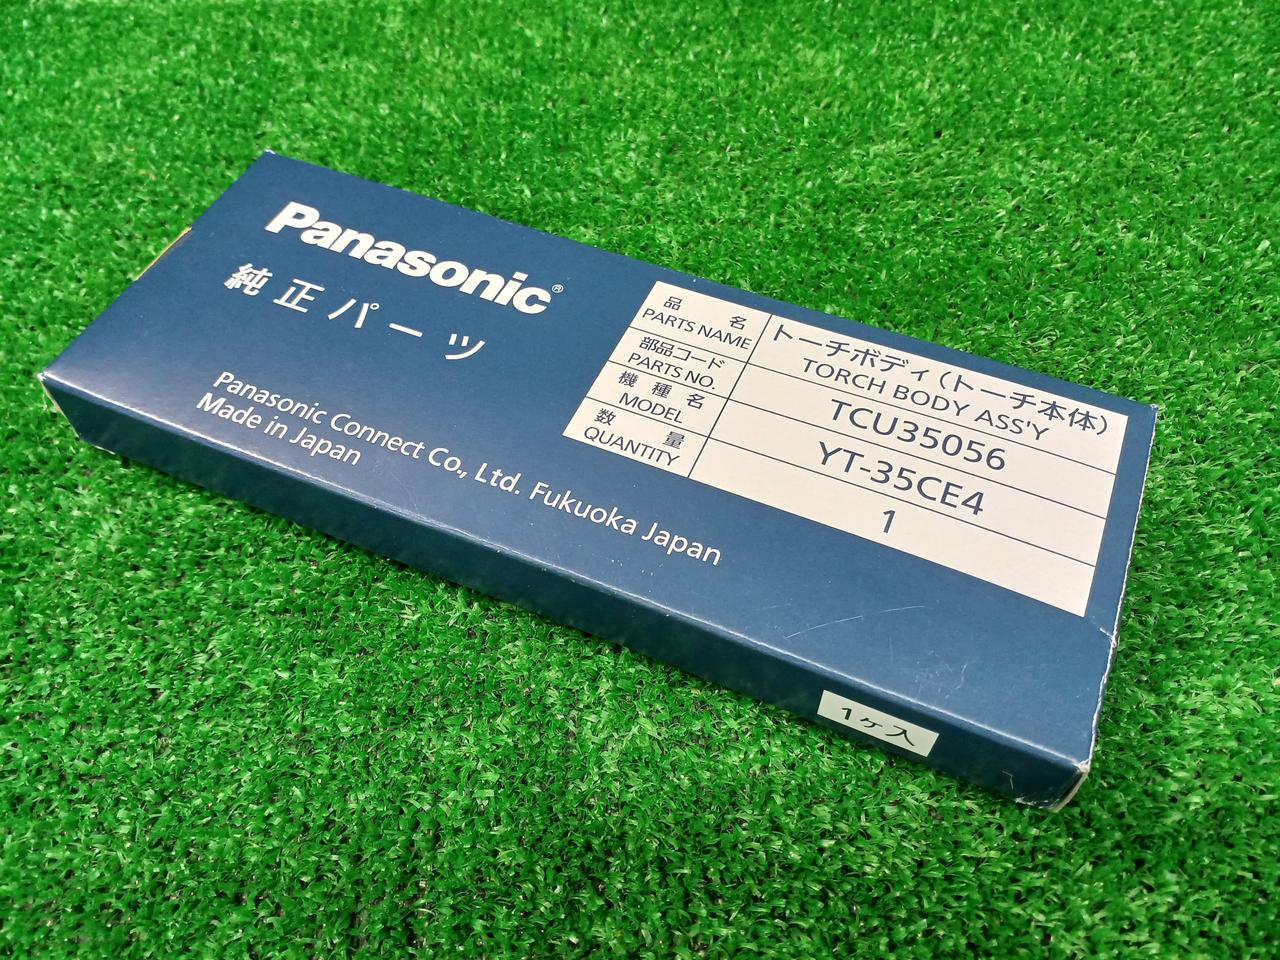 Panasonic®
純正パーツ
Panasonic Connect Co., Ltd. Fukuoka Japan
Made in Japan
品名 トーチボディ(トーチ本体)
PARTS NAME TORCH BODY ASS'Y
部品コード
PARTS NO. TCU35056
機種名
MODEL YT-35CE4
数量
QUANTITY 1
1ヶ入